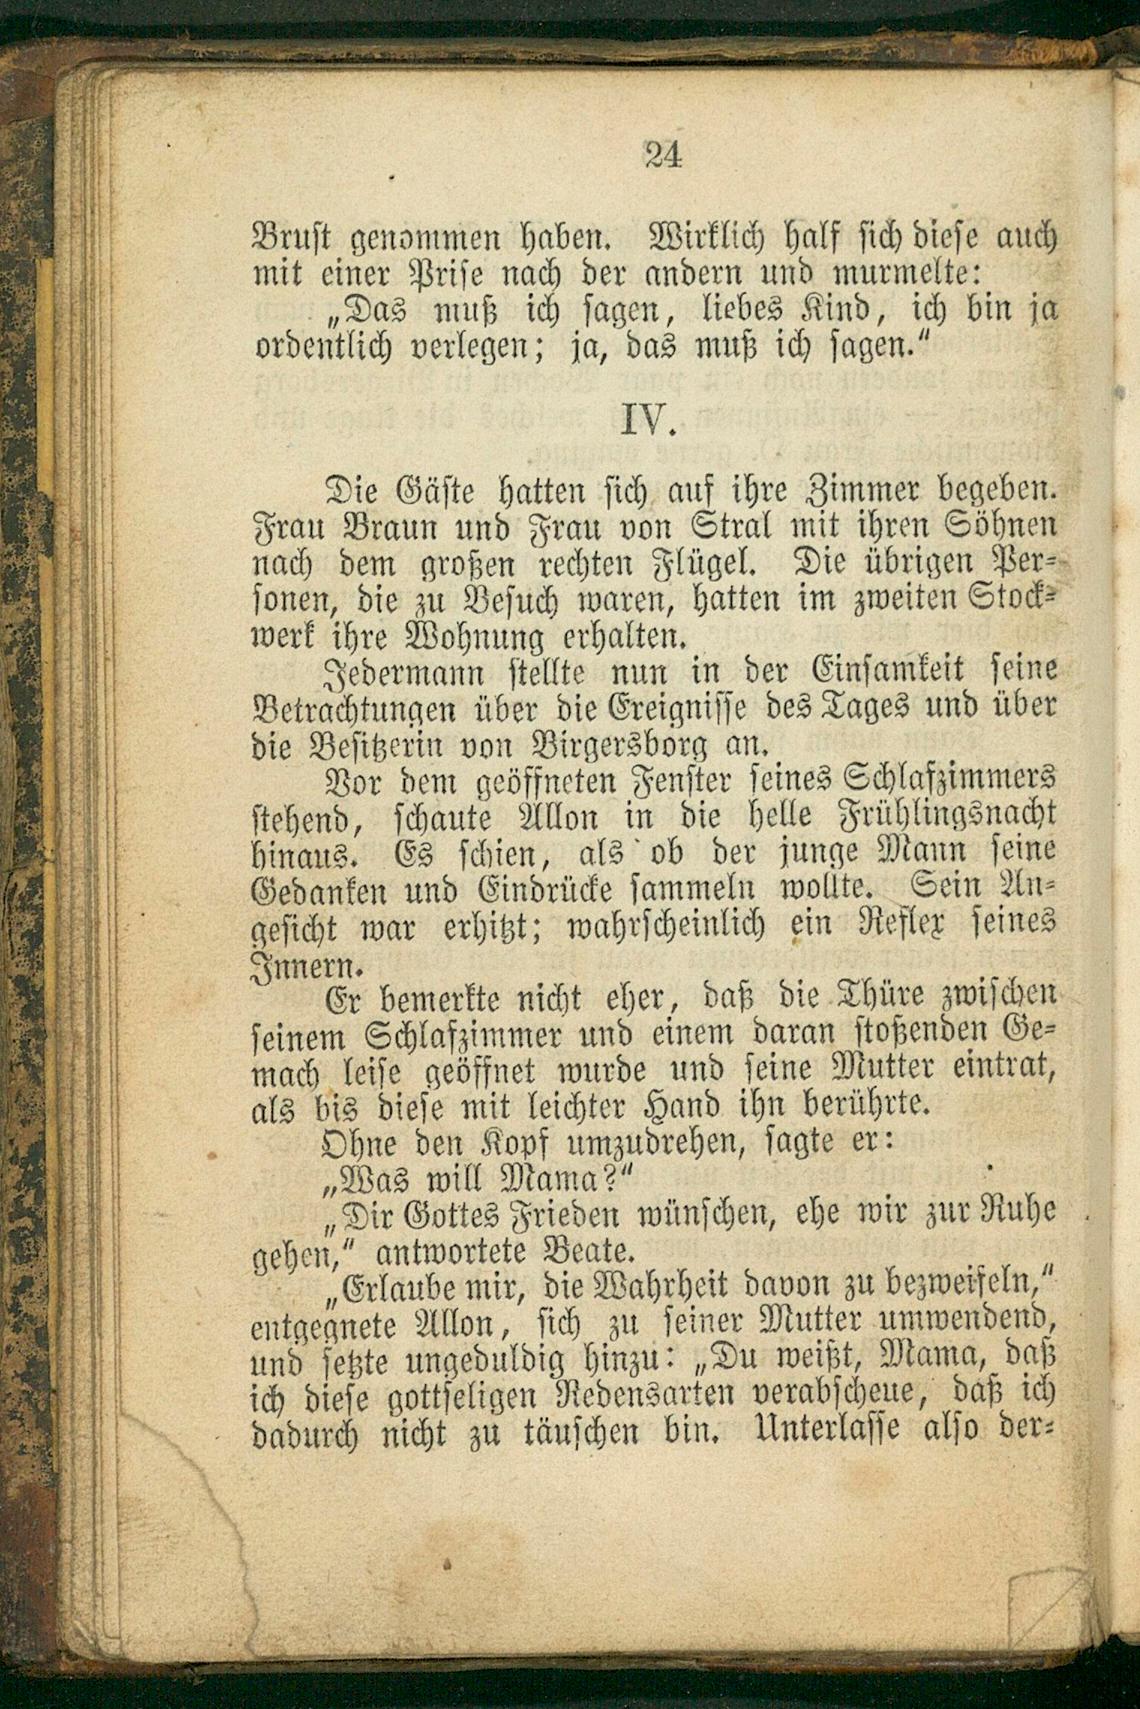 24
Brust genommen haben. Wirklich half sich diese auch
mit einer Prise nach der andern und murmelte:
„Das muß ich sagen, liebes Kind, ich bin ja
ordentlich verlegen; ja, das muß ich sagen.“
IV.
Die Gäste hatten sich auf ihre Zimmer begeben.
Frau Braun und Frau von Stral mit ihren Söhnen
nach dem großen rechten Flügel. Die übrigen Per-
sonen, die zu Besuch waren, hatten im zweiten Stock-
werk ihre Wohnung erhalten.
Jedermann stellte nun in der Einsamkeit seine
Betrachtungen über die Ereignisse des Tages und über
die Besitzerin von Birgersborg an.
Vor dem geöffneten Fenster seines Schlafzimmers
stehend, schaute Allon in die helle Frühlingsnacht
hinaus. Es schien, als ob der junge Mann seine
Gedanken und Eindrücke sammeln wollte. Sein An-
gesicht war erhitzt; wahrscheinlich ein Reflex seines
Innern.
Er bemerkte nicht eher, daß die Thüre zwischen
seinem Schlafzimmer und einem daran stoßenden Ge-
mach leise geöffnet wurde und seine Mutter eintrat,
als bis diese mit leichter Hand ihn berührte.
Ohne den Kopf umzudrehen, sagte er:
„Was will Mama?“
„Dir Gottes Frieden wünschen, ehe wir zur Ruhe
gehen,“ antwortete Beate.
„Erlaube mir, die Wahrheit davon zu bezweifeln,“
entgegnete Allon, sich zu seiner Mutter umwendend,
und setzte ungeduldig hinzu: „Du weißt, Mama, daß
ich diese gottseligen Redensarten verabscheue, daß ich
dadurch nicht zu täuschen bin. Unterlasse also der-